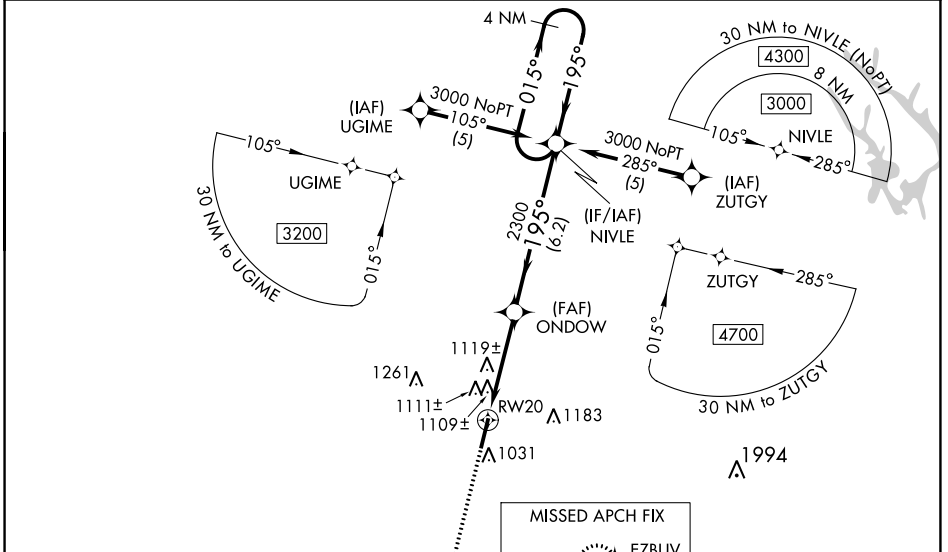 4 NM
015°
195°
30 NM to NIVLE (NoPT)
4300
8 NM
3000
105°
NIVLE
285°
(IAF)
UGIME
3000 NoPT
105°
(5)
3000 NoPT
285°
(5)
(IAF)
ZUTGY
(IF/IAF)
NIVLE
105°
UGIME
3200
015°
30 NM to UGIME
2300
195°
(6.2)
ZUTGY
285°
015°
4700
30 NM to ZUTGY
(FAF)
ONDOW
1119±
1261
1111±
1109±
RW20
1183
1031
1994
MISSED APCH FIX